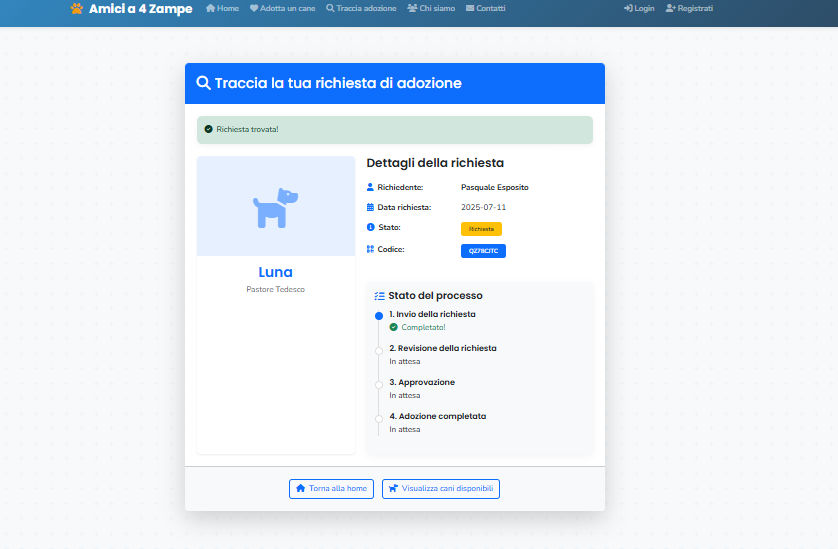 Amici a 4 Zampe Home Adotta un cane Traccia adozione Chi siamo Contatti Login Registrati
Traccia la tua richiesta di adozione
Richiesta trovata!
Luna
Pastore Tedesco
Dettagli della richiesta
Richiedente: Pasquale Esposito
Data richiesta: 2025-07-11
Stato: Richiesta
Codice: QZ78CJTC
Stato del processo
1. Invio della richiesta
Completato!
2. Revisione della richiesta
In attesa
3. Approvazione
In attesa
4. Adozione completata
In attesa
Torna alla home Visualizza cani disponibili